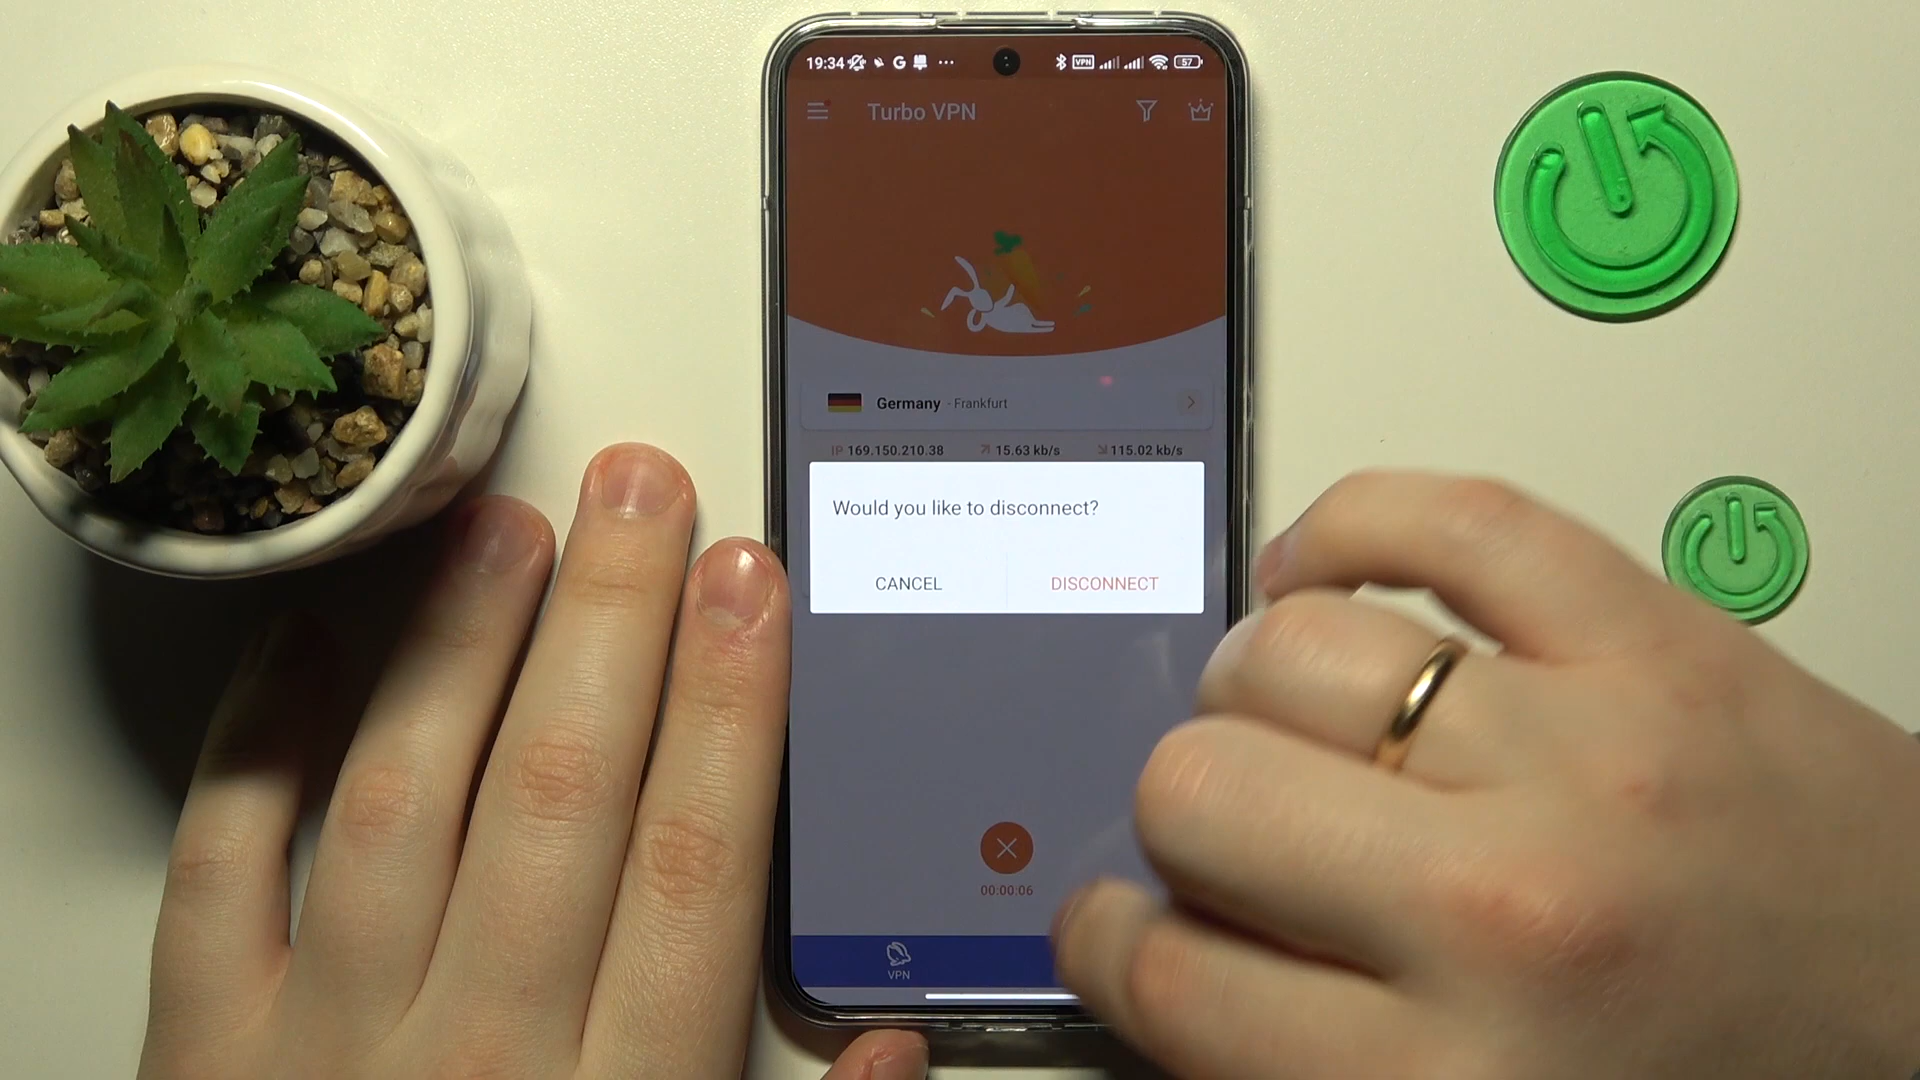 19:34 G ... VPN 57
Turbo VPN
Germany - Frankfurt
IP 169.150.210.38 15.63 kb/s 115.02 kb/s
Would you like to disconnect?
CANCEL DISCONNECT
00:00:06
VPN